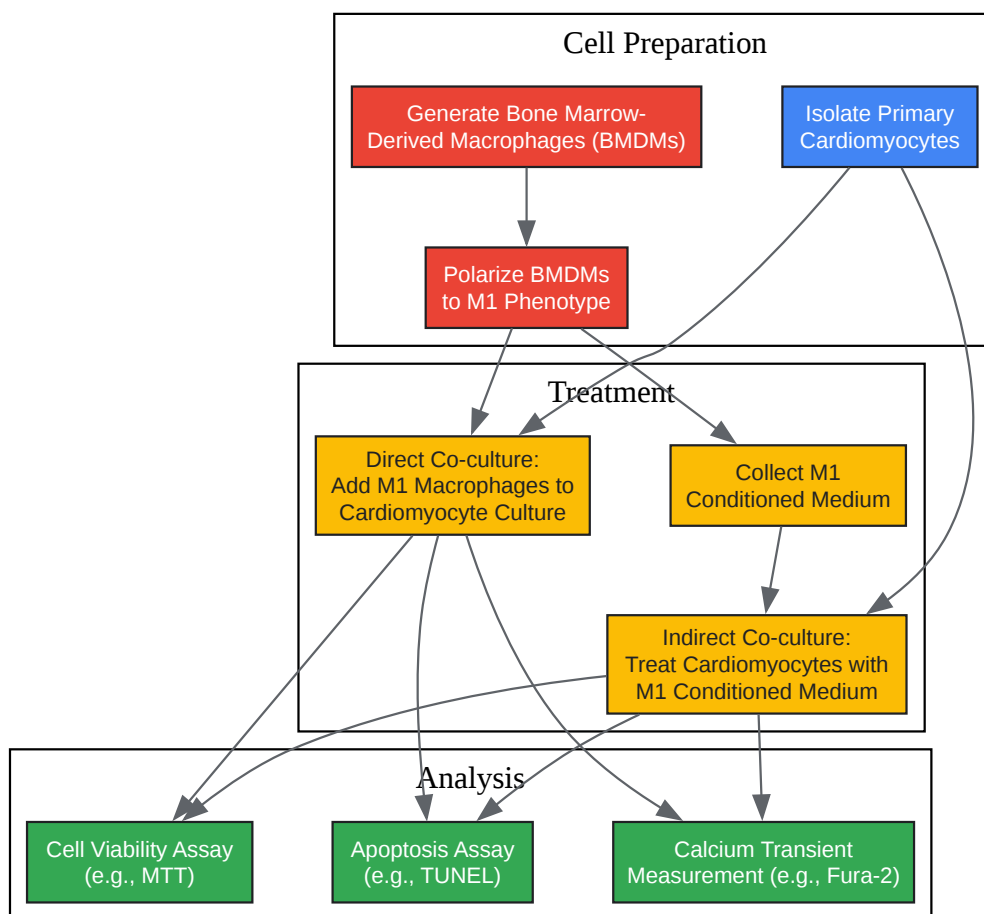 Cell Preparation
Generate Bone Marrow-
Derived Macrophages (BMDMs)
Isolate Primary
Cardiomyocytes
Polarize BMDMs
to M1 Phenotype
Treatment
Direct Co-culture:
Add M1 Macrophages to
Cardiomyocyte Culture
Collect M1
Conditioned Medium
Indirect Co-culture:
Treat Cardiomyocytes with
M1 Conditioned Medium
Analysis
Cell Viability Assay
(e.g., MTT)
Apoptosis Assay
(e.g., TUNEL)
Calcium Transient
Measurement (e.g., Fura-2)